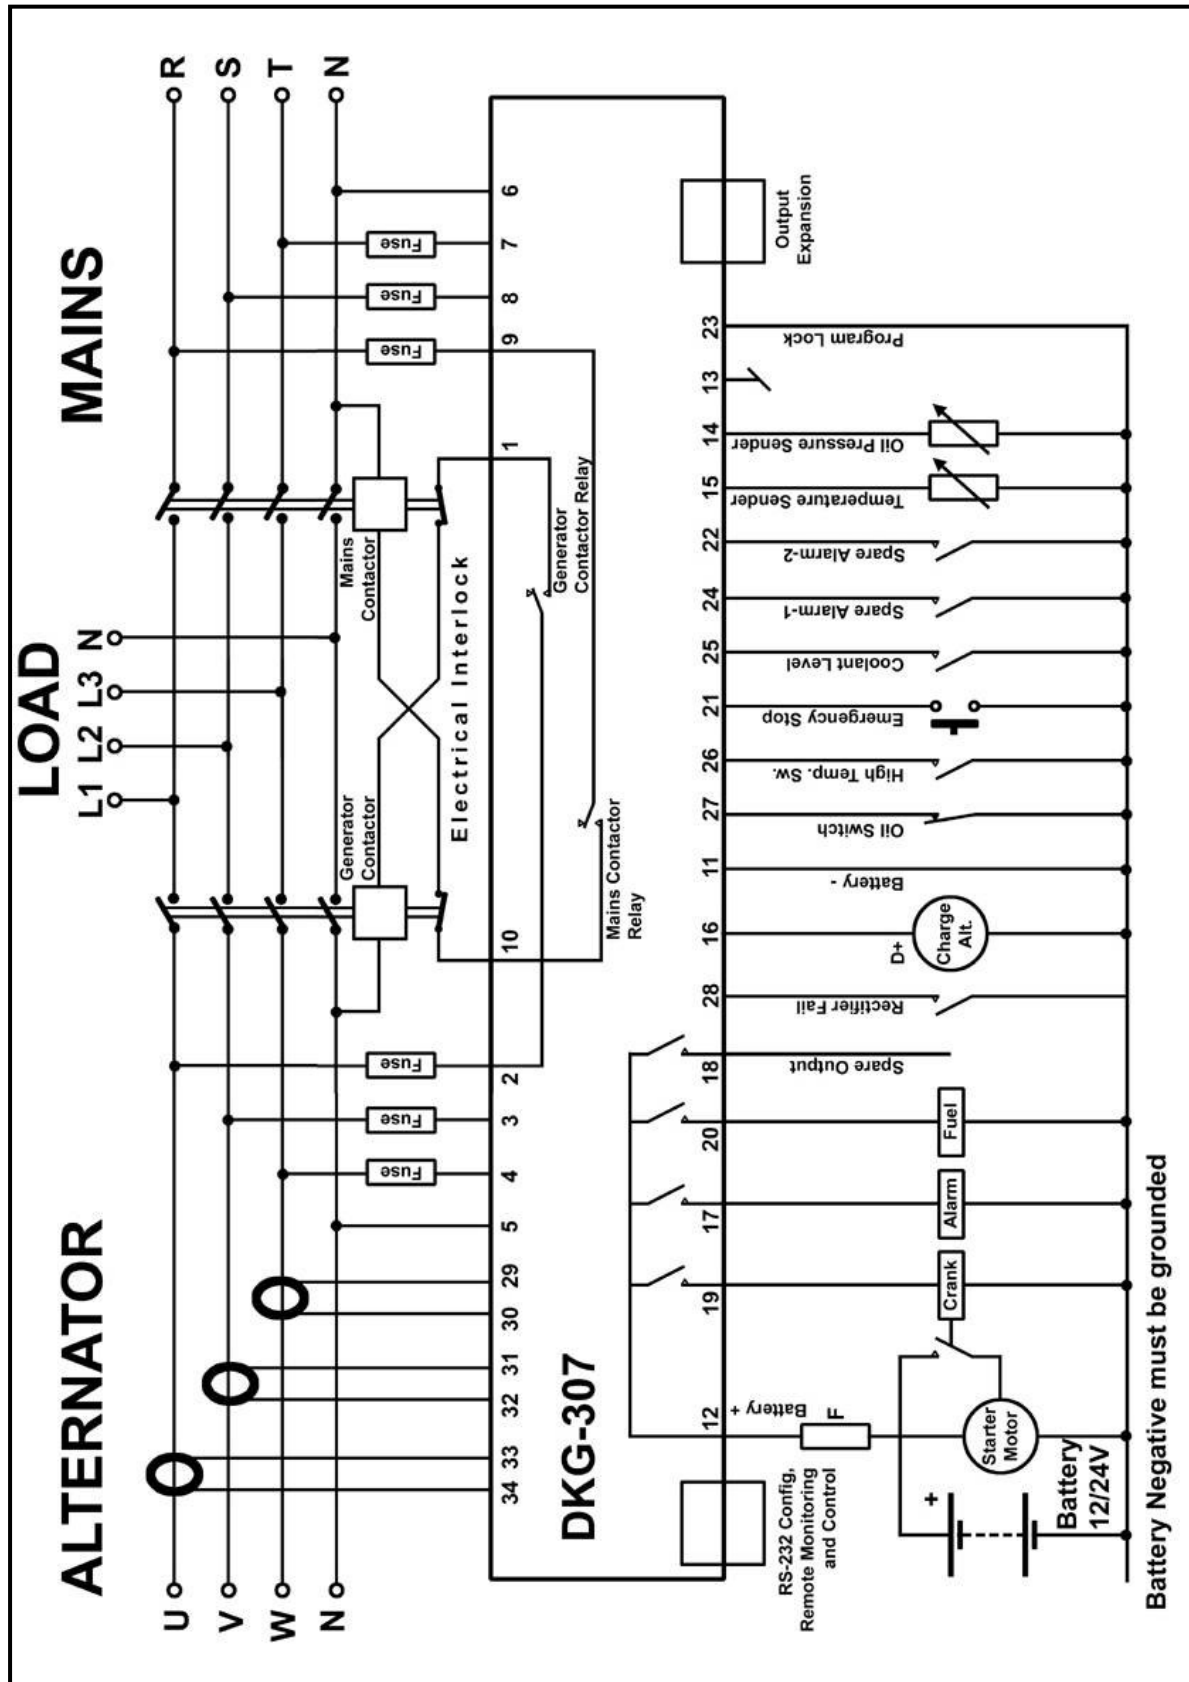 ALTERNATOR
LOAD
MAINS
U
V
W
N
L1
L2
L3
N
R
S
T
N
Generator
Contactor
Mains
Contactor
Electrical Interlock
Fuse
Fuse
Fuse
Fuse
Fuse
Fuse
34
33
32
31
30
29
5
4
3
2
10
1
9
8
7
6
Mains Contactor
Relay
Generator
Contactor Relay
DKG-307
12
19
17
20
18
28
16
11
27
26
21
25
24
22
15
14
13
23
RS-232 Config,
Remote Monitoring
and Control
Output
Expansion
Battery +
F
Spare Output
Rectifier Fail
D+
Charge
Alt.
Battery -
Oil Switch
High Temp. Sw.
Emergency Stop
Coolant Level
Spare Alarm-1
Spare Alarm-2
Temperature Sender
Oil Pressure Sender
Program Lock
Crank
Alarm
Fuel
Starter
Motor
+
Battery
12/24V
Battery Negative must be grounded